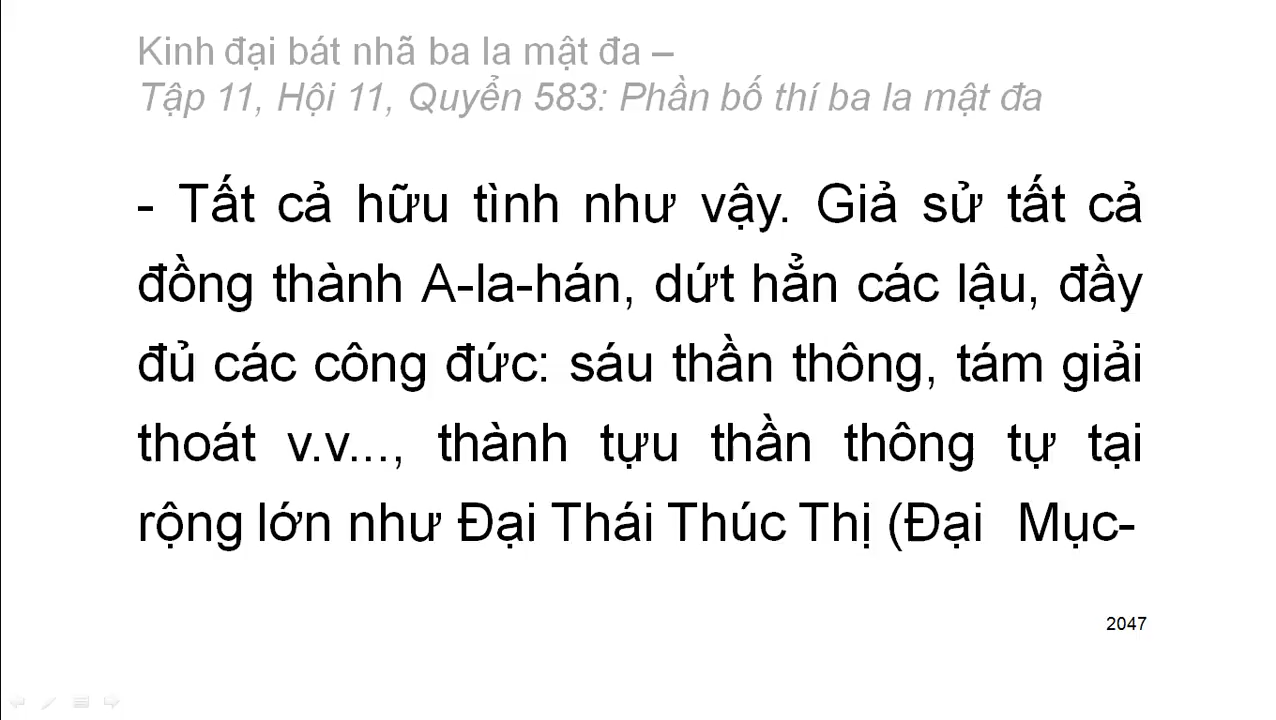 Kinh đại bát nhã ba la mật đa –
Tập 11, Hội 11, Quyển 583: Phần bố thí ba la mật đa
- Tất cả hữu tình như vậy. Giả sử tất cả
đồng thành A-la-hán, dứt hẳn các lậu, đầy
đủ các công đức: sáu thần thông, tám giải
thoát v.v..., thành tựu thần thông tự tại
rộng lớn như Đại Thái Thúc Thị (Đại Mục-
2047